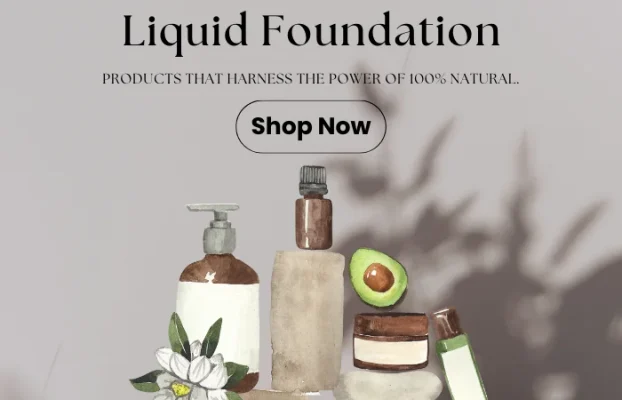 Liquid Foundation
PRODUCTS THAT HARNESS THE POWER OF 100% NATURAL.
Shop Now